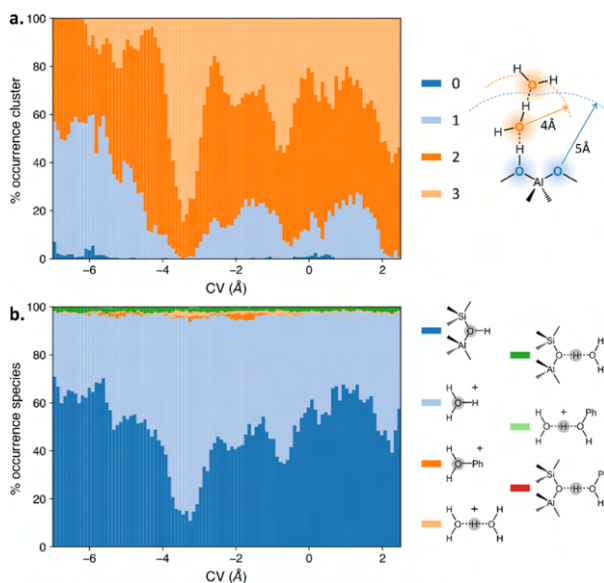 a.
% occurrence cluster
100
80
60
40
20
0
−6
−4
−2
0
2
CV (Å)
0
1
2
3
H
O
H
H
H
O
4Å
5Å
H
O
O
Al
b.
% occurrence species
100
80
60
40
20
0
−6
−4
−2
0
2
CV (Å)
Si
O
H
Al
H
O
H
H
+
H
O
Ph
H
+
H
O
H
O
H
H
H
+
Si
O
H
O
H
H
Al
H
O
H
O
Ph
H
H
+
Si
O
H
O
H
Al